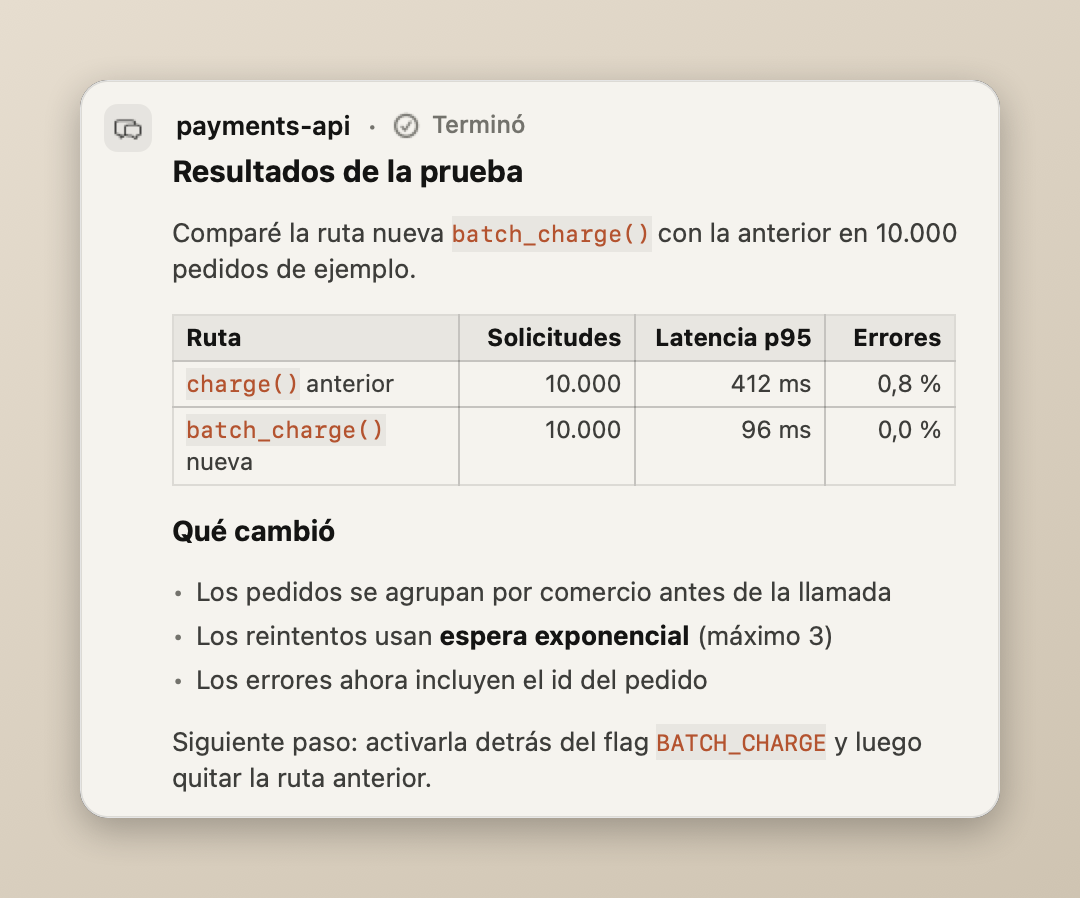 payments-api · Terminó
Resultados de la prueba
Comparé la ruta nueva batch_charge() con la anterior en 10.000
pedidos de ejemplo.
Ruta Solicitudes Latencia p95 Errores
charge() anterior 10.000 412 ms 0,8 %
batch_charge() 10.000 96 ms 0,0 %
nueva
Qué cambió
• Los pedidos se agrupan por comercio antes de la llamada
• Los reintentos usan espera exponencial (máximo 3)
• Los errores ahora incluyen el id del pedido
Siguiente paso: activarla detrás del flag BATCH_CHARGE y luego
quitar la ruta anterior.